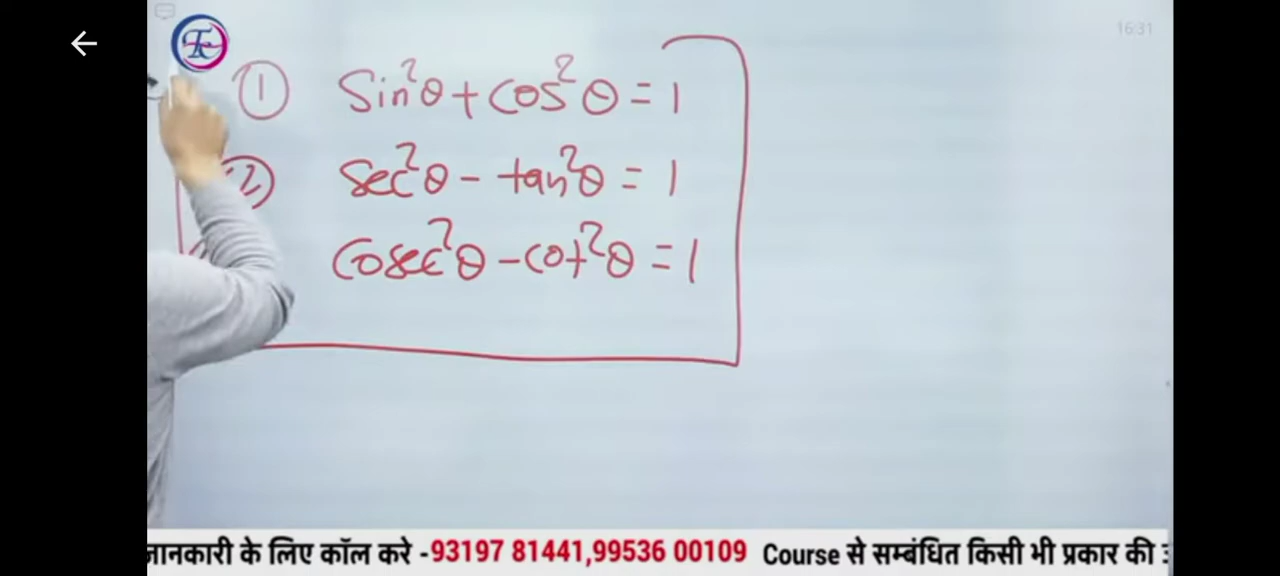 16:31
① Sin²θ + cos²θ = 1
② sec²θ - tan²θ = 1
cosec²θ - cot²θ = 1
जानकारी के लिए कॉल करे -93197 81441,99536 00109 Course से सम्बंधित किसी भी प्रकार की